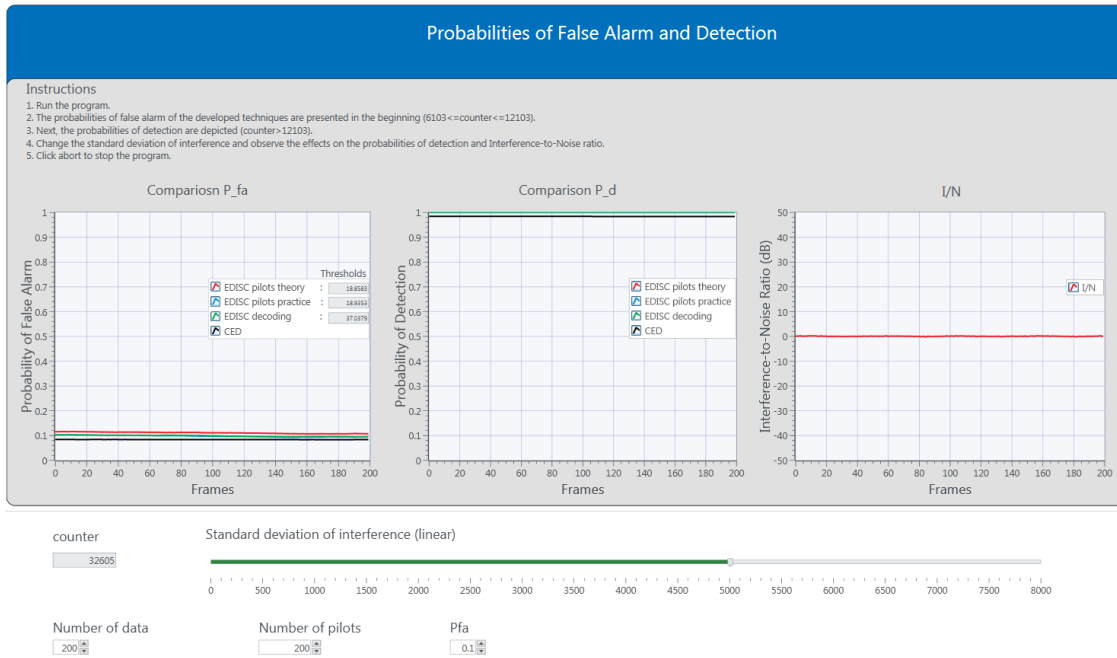 Probabilities of False Alarm and Detection
Instructions
1. Run the program.
2. The probabilities of false alarm of the developed techniques are presented in the beginning (6103<=counter<=12103).
3. Next, the probabilities of detection are depicted (counter>12103).
4. Change the standard deviation of interference and observe the effects on the probabilities of detection and Interference-to-Noise ratio.
5. Click abort to stop the program.
Compariosn P_fa
Probability of False Alarm
1
0.9
0.8
0.7
0.6
0.5
0.4
0.3
0.2
0.1
0
Thresholds
EDISC pilots theory : 18.8583
EDISC pilots practice : 18.9353
EDISC decoding : 37.0379
CED
0 20 40 60 80 100 120 140 160 180 200
Frames
Comparison P_d
Probability of Detection
1
0.9
0.8
0.7
0.6
0.5
0.4
0.3
0.2
0.1
0
EDISC pilots theory
EDISC pilots practice
EDISC decoding
CED
0 20 40 60 80 100 120 140 160 180 200
Frames
I/N
Interference-to-Noise Ratio (dB)
50
40
30
20
10
0
-10
-20
-30
-40
-50
I/N
0 20 40 60 80 100 120 140 160 180 200
Frames
counter
32605
Standard deviation of interference (linear)
0 500 1000 1500 2000 2500 3000 3500 4000 4500 5000 5500 6000 6500 7000 7500 8000
Number of data
200
Number of pilots
200
Pfa
0.1